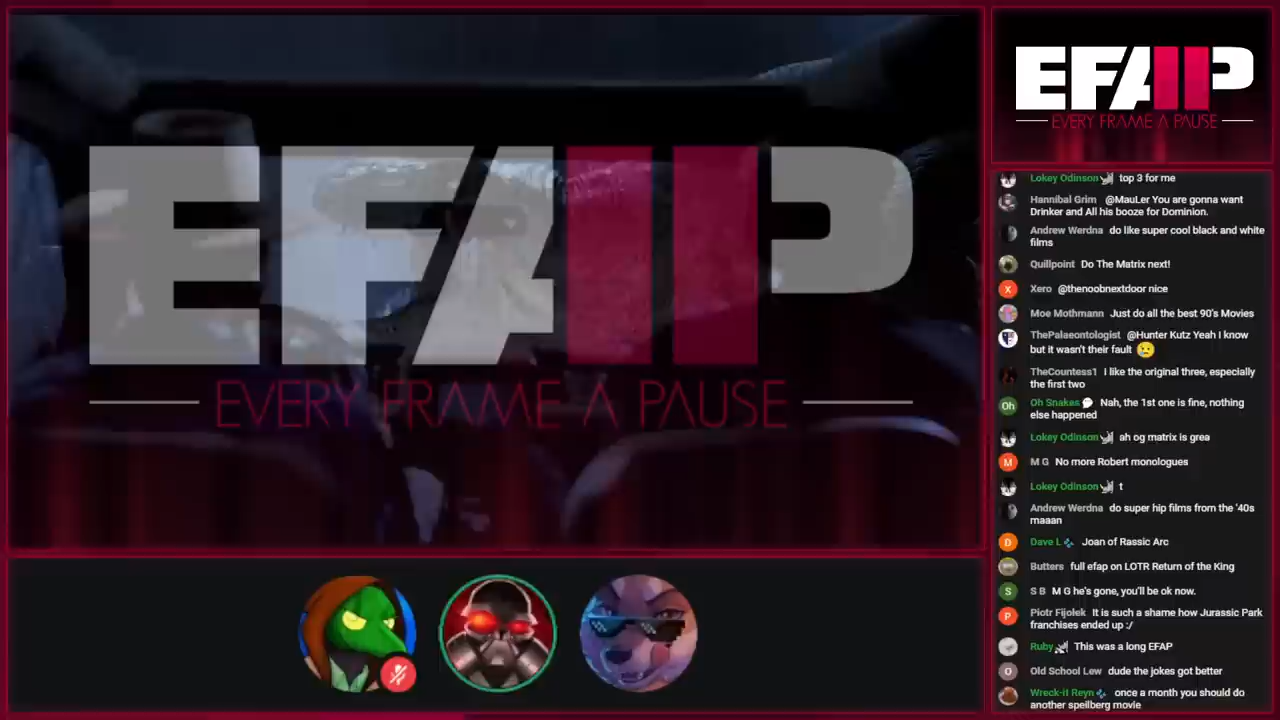 EFAP
EVERY FRAME A PAUSE
EFAP
EVERY FRAME A PAUSE
Lokey Odinson top 3 for me
Hannibal Grim @MauLer You are gonna want
Drinker and All his booze for Dominion.
Andrew Werdna do like super cool black and white
films
Quillpoint Do The Matrix next!
X
Xero @thenoobnextdoor nice
Moe Mothmann Just do all the best 90's Movies
ThePalaeontologist @Hunter Kutz Yeah I know
but it wasn't their fault 😢
TheCountess1 i like the original three, especially
the first two
Oh
Oh Snakes Nah, the 1st one is fine, nothing
else happened
Lokey Odinson ah og matrix is grea
M
M G No more Robert monologues
Lokey Odinson t
Andrew Werdna do super hip films from the '40s
maaan
D
Dave L Joan of Rassic Arc
Butters full efap on LOTR Return of the King
S
S B M G he's gone, you'll be ok now.
P
Piotr Fijołek It is such a shame how Jurassic Park
franchises ended up :/
Ruby This was a long EFAP
O
Old School Lew dude the jokes got better
Wreck-it Reyn once a month you should do
another speilberg movie